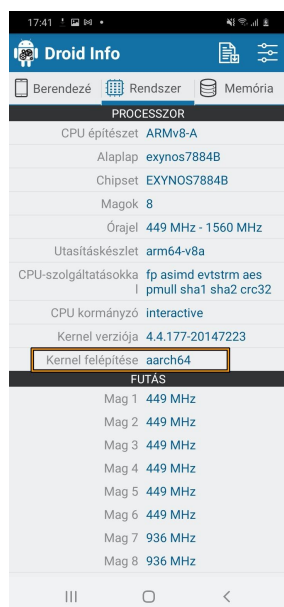 17:41
Droid Info
Berendezé
Rendszer
Memória
PROCESSZOR
CPU építészet ARMv8-A
Alaplap exynos7884B
Chipset EXYNOS7884B
Magok 8
Órajel 449 MHz - 1560 MHz
Utasításkészlet arm64-v8a
CPU-szolgáltatásokka fp asimd evtstrm aes
l pmull sha1 sha2 crc32
CPU kormányzó interactive
Kernel verziója 4.4.177-20147223
Kernel felépítése aarch64
FUTÁS
Mag 1 449 MHz
Mag 2 449 MHz
Mag 3 449 MHz
Mag 4 449 MHz
Mag 5 449 MHz
Mag 6 449 MHz
Mag 7 936 MHz
Mag 8 936 MHz